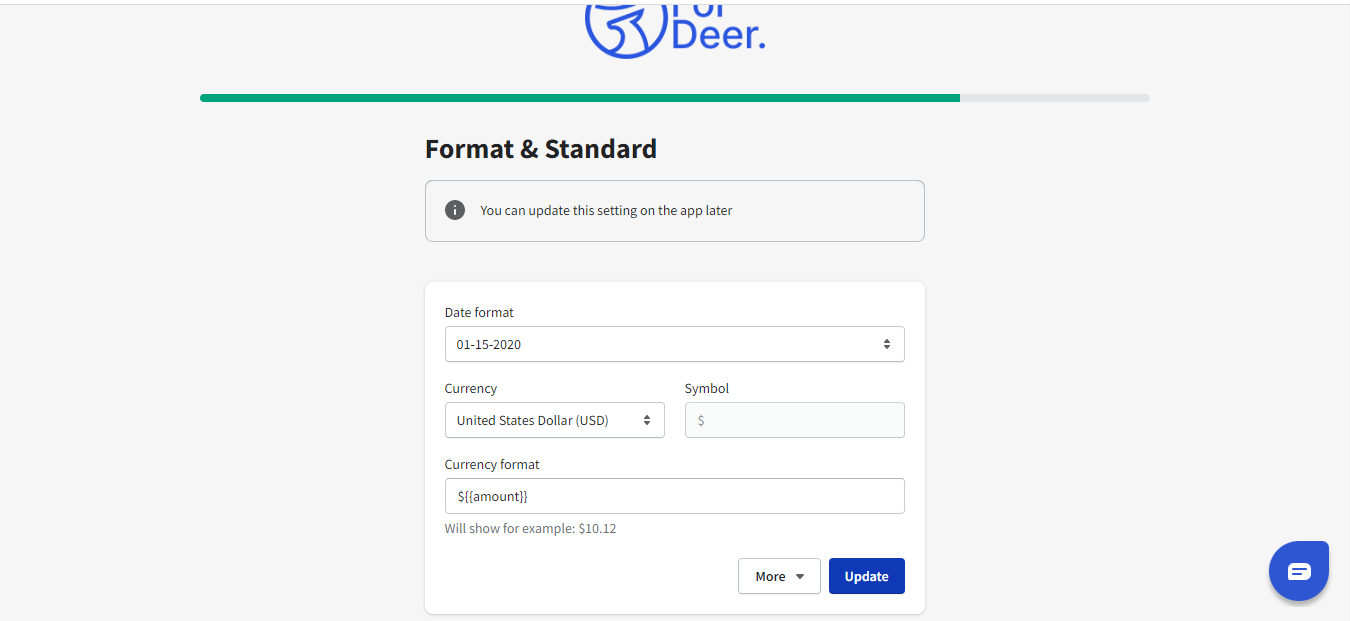 Deer.
Format & Standard
You can update this setting on the app later
Date format
01-15-2020
Currency
Symbol
United States Dollar (USD)
$
Currency format
${{amount}}
Will show for example: $10.12
More
Update